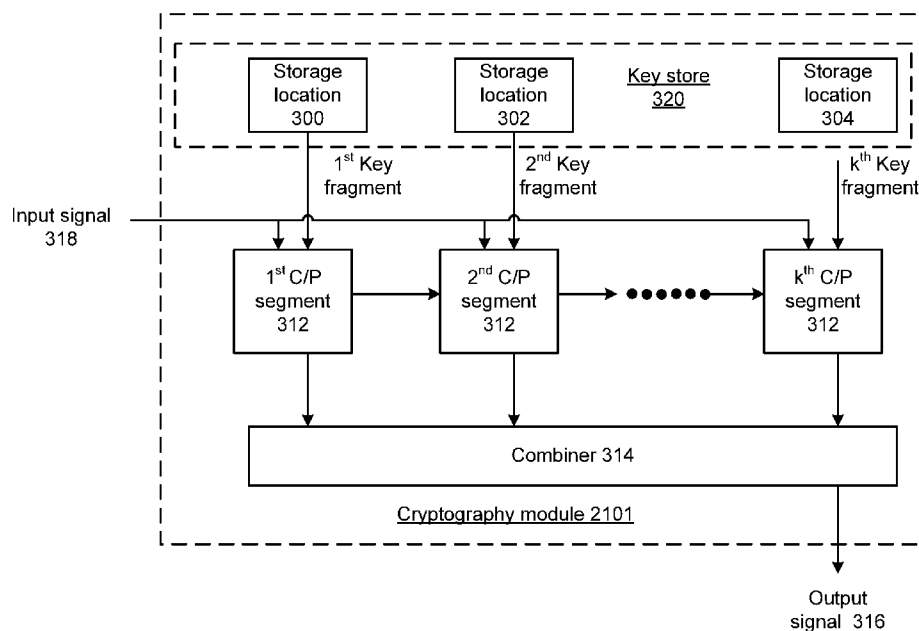 Storage
location
300
Storage
location
302
Key store
320
Storage
location
304
1st Key
fragment
2nd Key
fragment
kth Key
fragment
Input signal
318
1st C/P
segment
312
2nd C/P
segment
312
kth C/P
segment
312
Combiner 314
Cryptography module 2101
Output
signal 316